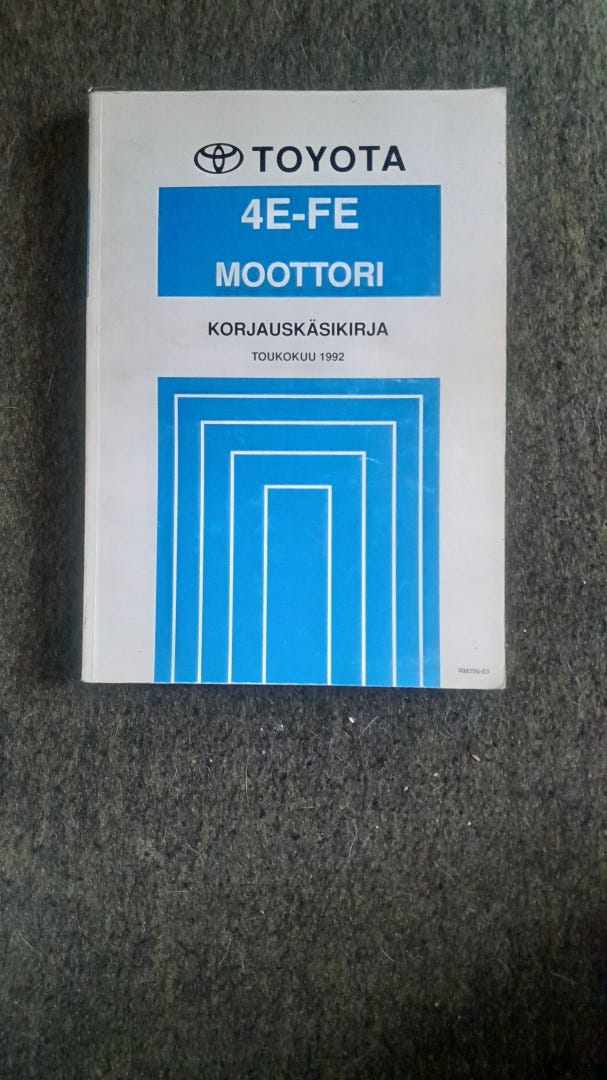 TOYOTA
4E-FE
MOOTTORI
KORJAUSKÄSIKIRJA
TOUKOKUU 1992